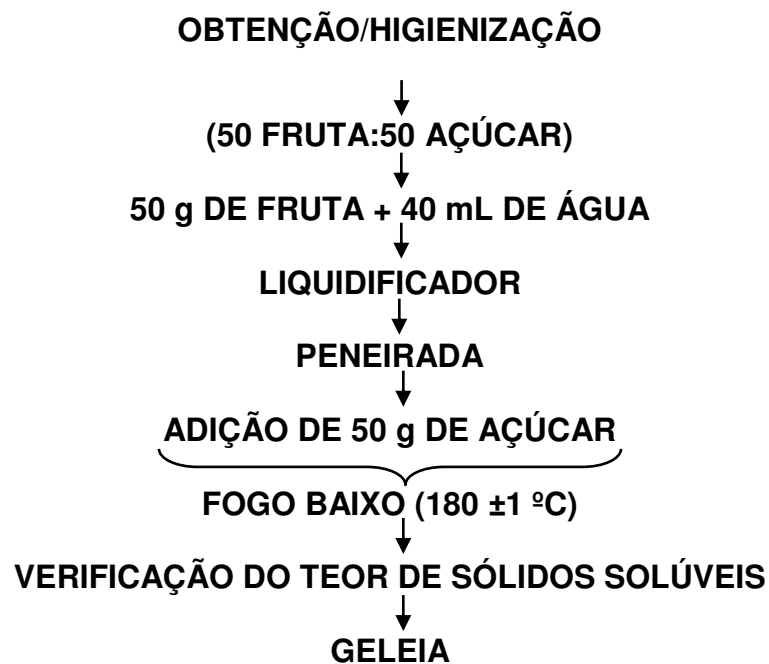 OBTENÇÃO/HIGIENIZAÇÃO
(50 FRUTA:50 AÇÚCAR)
50 g DE FRUTA + 40 mL DE ÁGUA
LIQUIDIFICADOR
PENEIRADA
ADIÇÃO DE 50 g DE AÇÚCAR
FOGO BAIXO (180 ±1 ºC)
VERIFICAÇÃO DO TEOR DE SÓLIDOS SOLÚVEIS
GELEIA